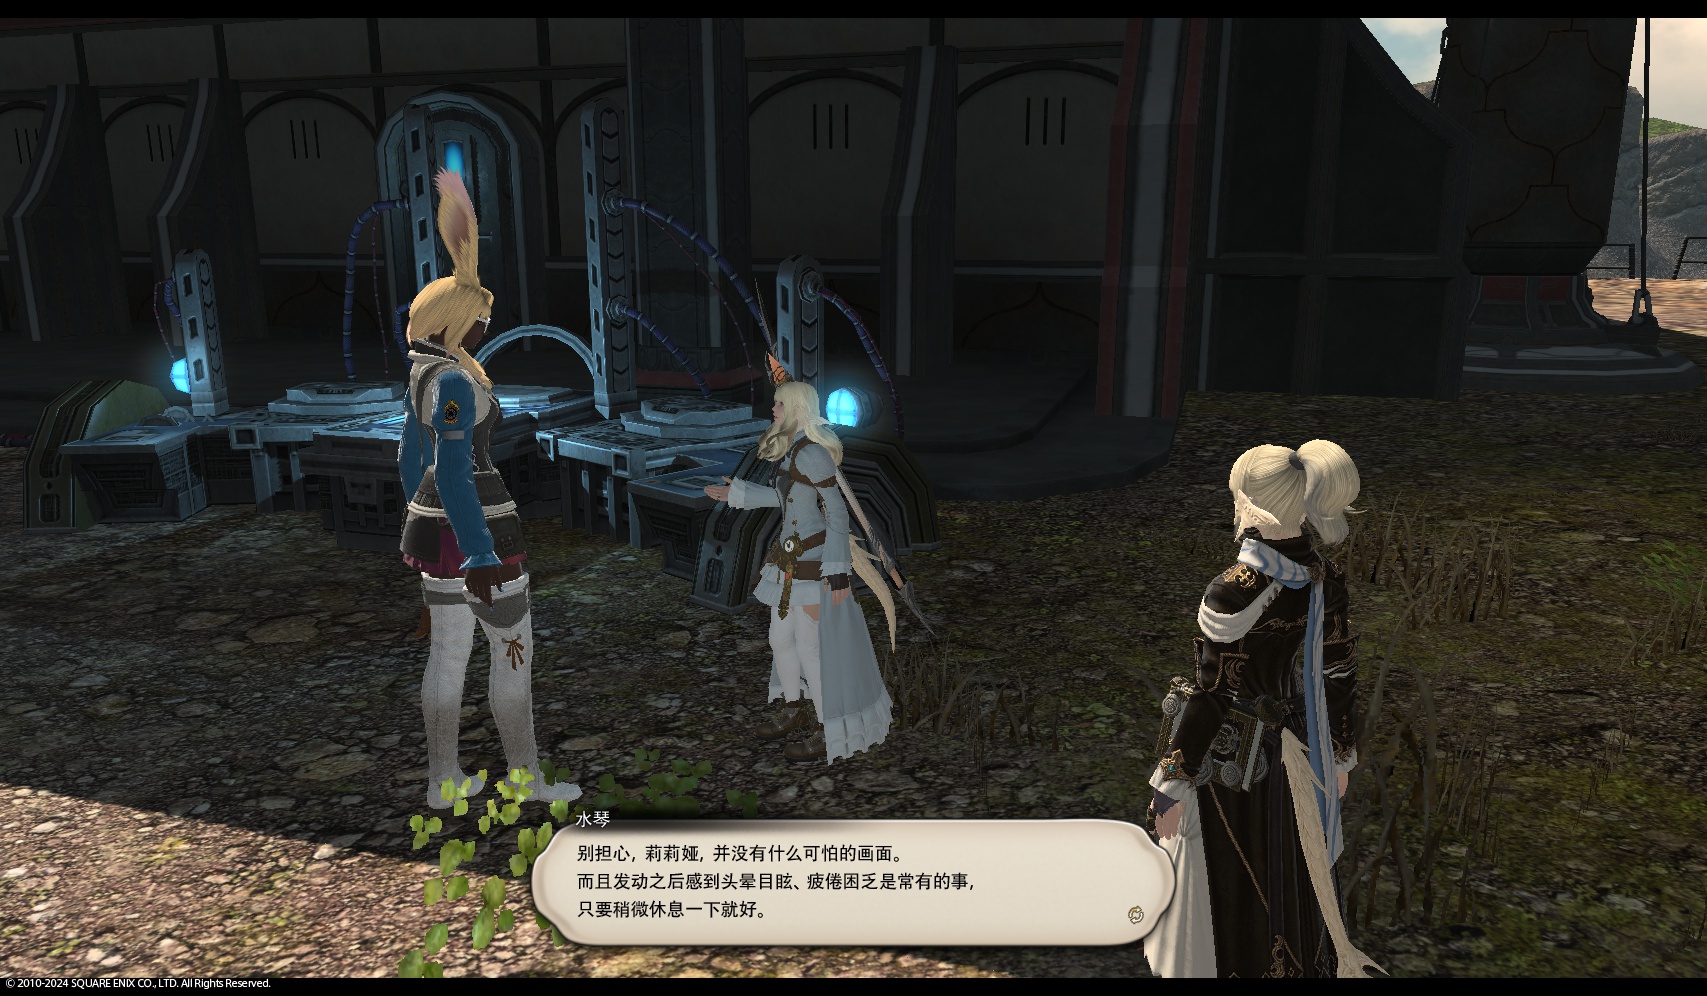 水琴
别担心，莉莉娅，并没有什么可怕的画面。
而且发动之后感到头晕目眩、疲倦困乏是常有的事，
只要稍微休息一下就好。
© 2010-2024 SQUARE ENIX CO., LTD. All Rights Reserved.